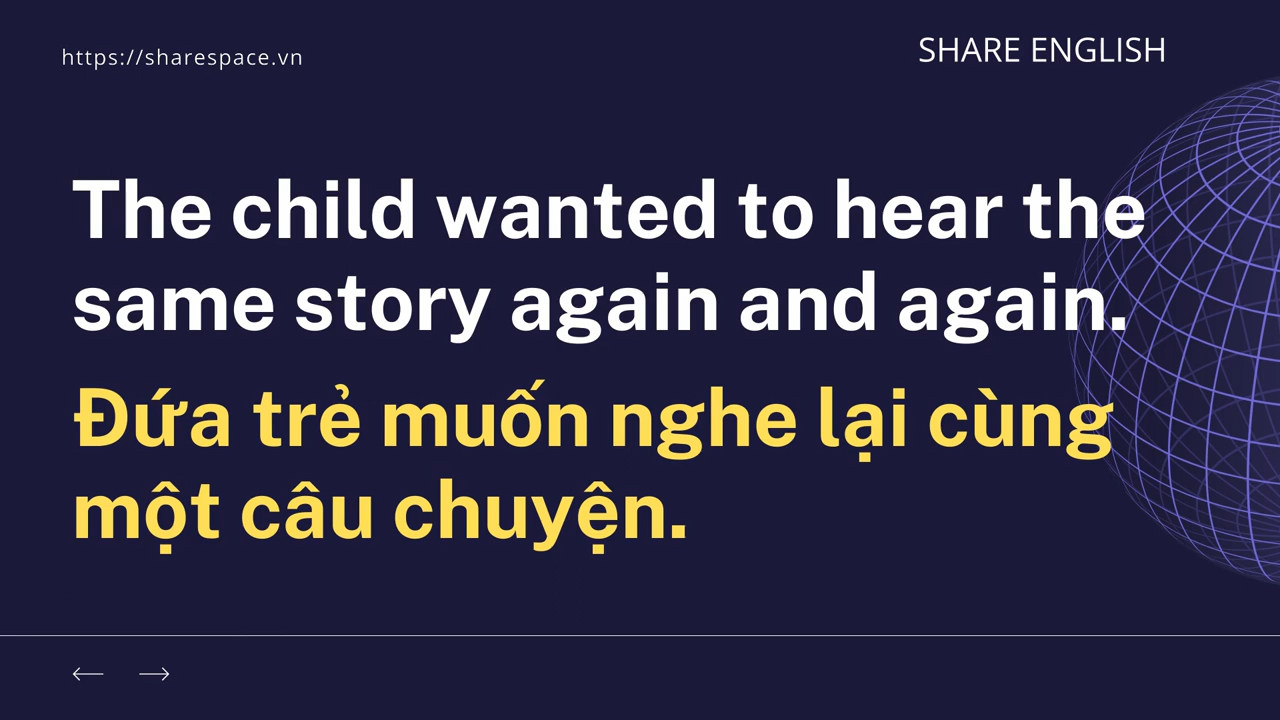 https://sharespace.vn
SHARE ENGLISH
The child wanted to hear the
same story again and again.
Đứa trẻ muốn nghe lại cùng
một câu chuyện.